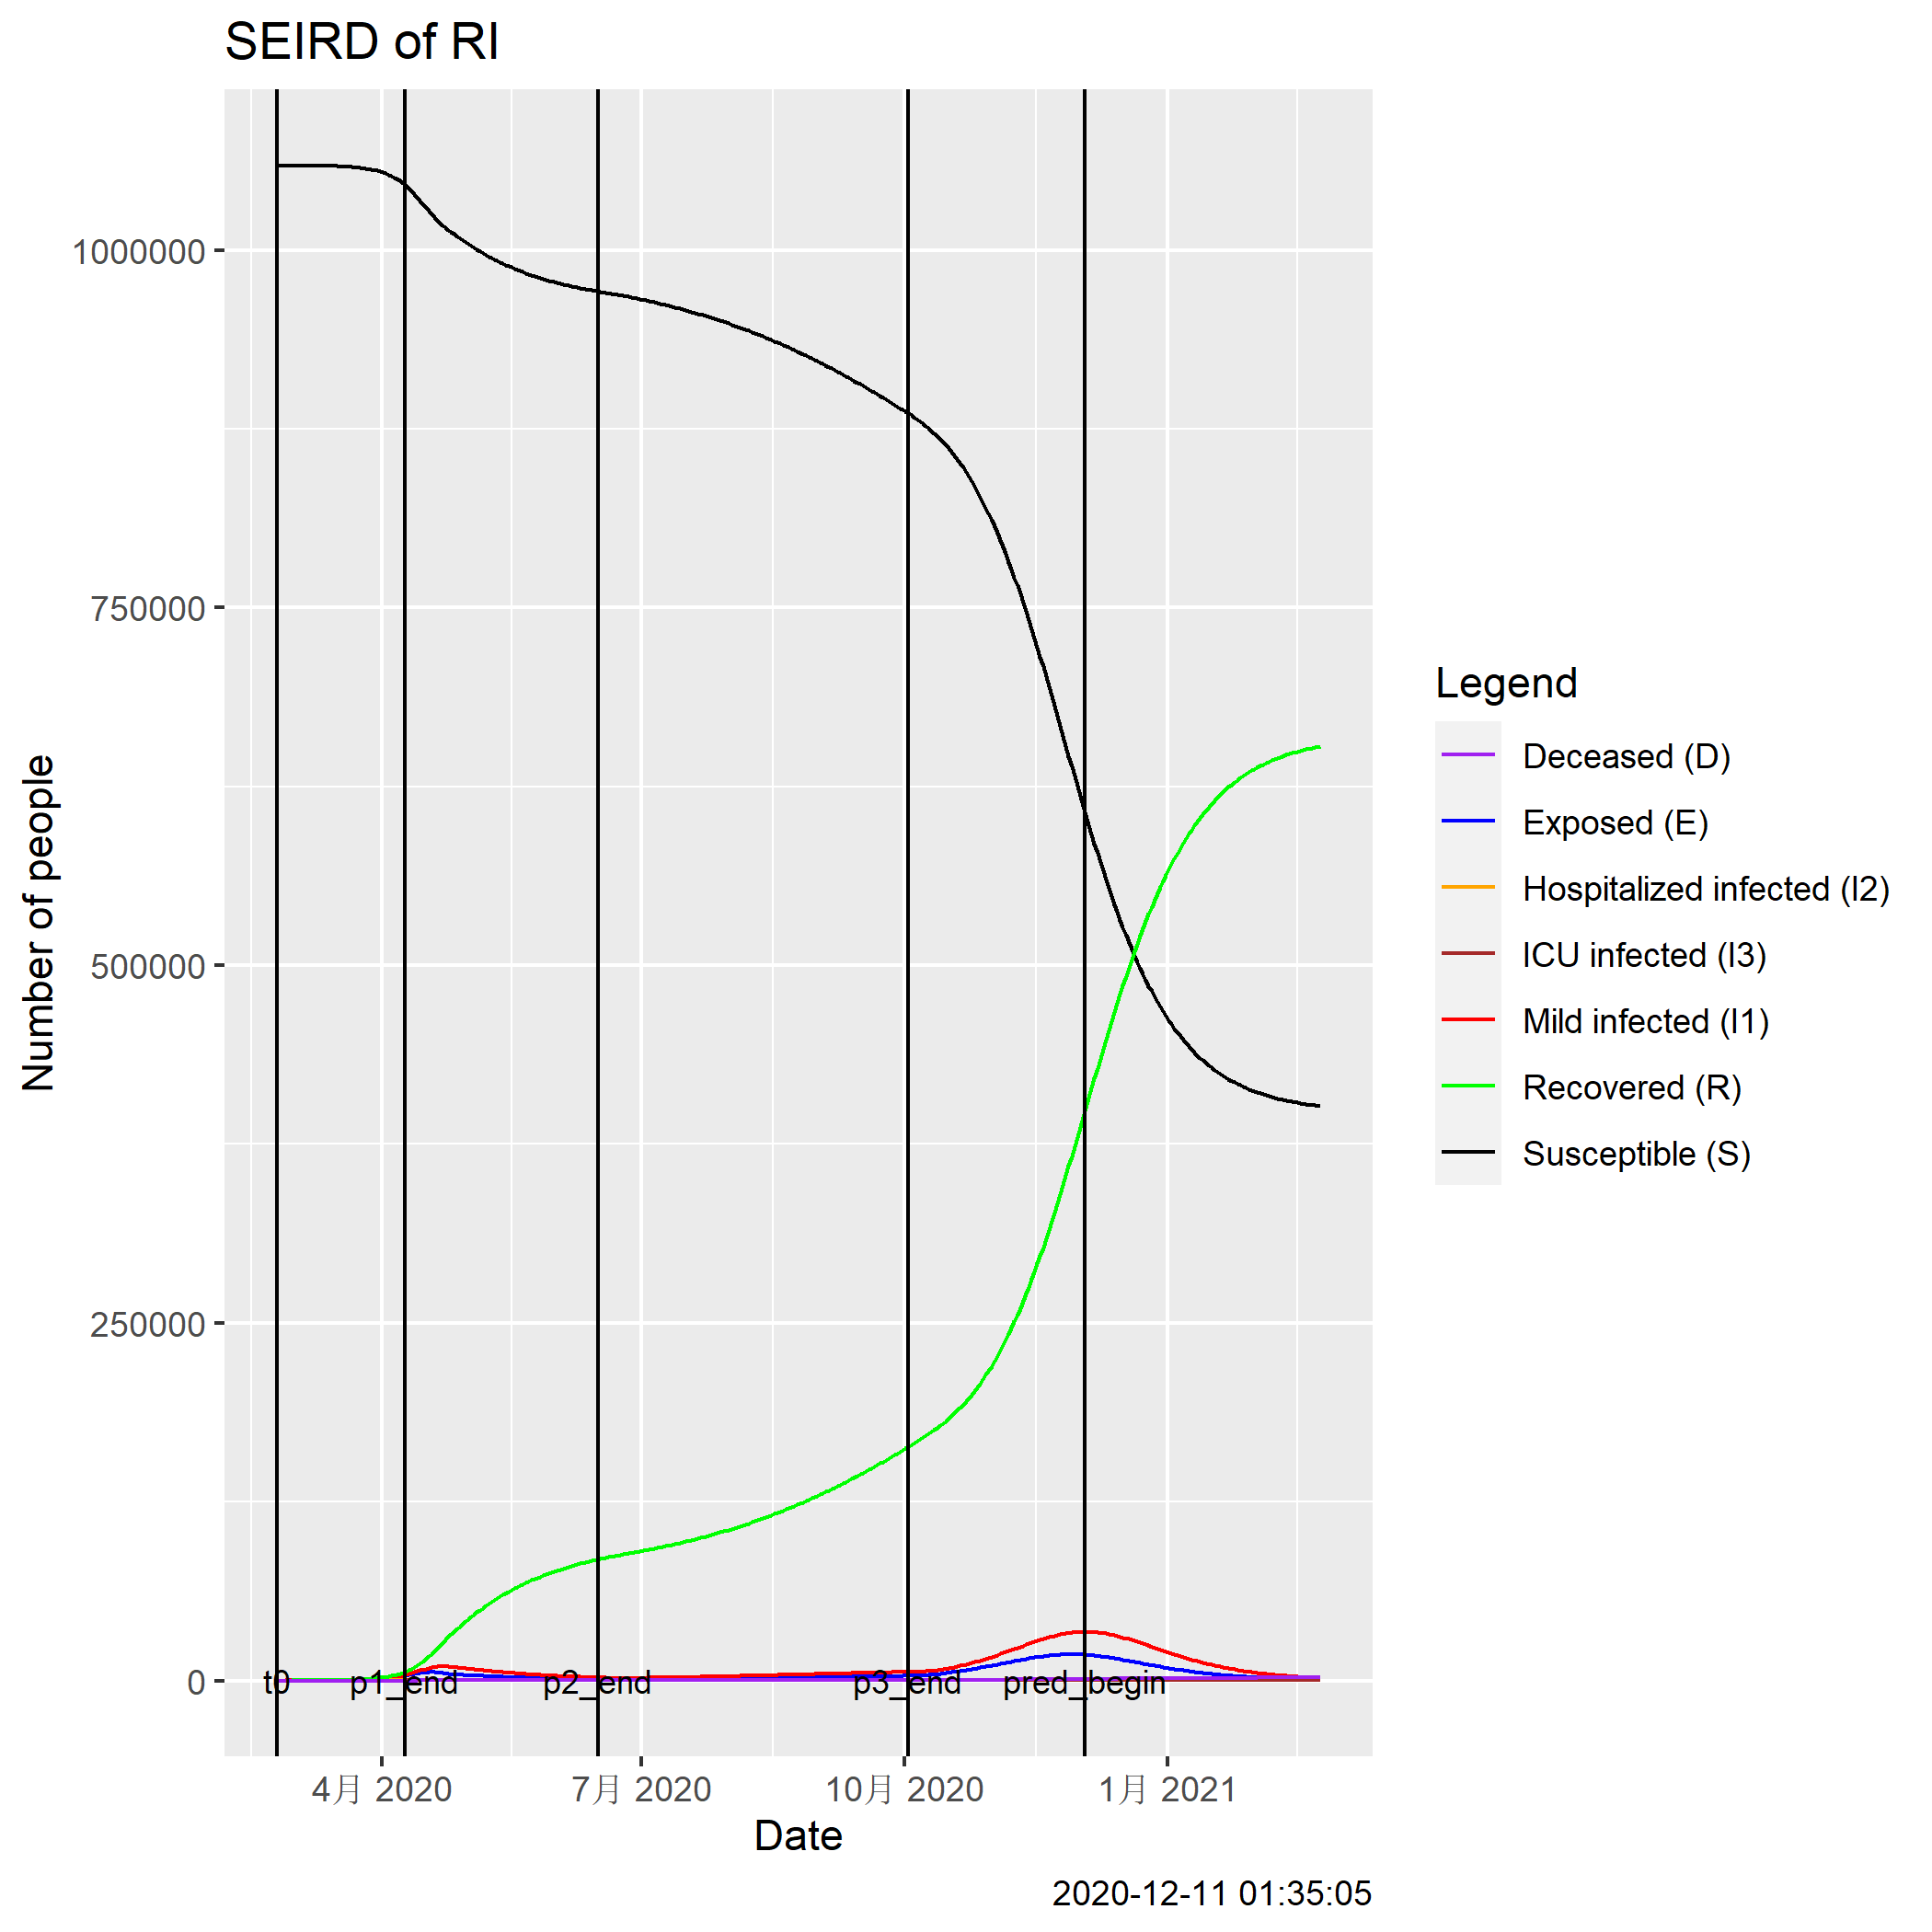 SEIRD of RI
Number of people
1000000
750000
500000
250000
0
t0 p1_end p2_end p3_end pred_begin
4月 2020 7月 2020 10月 2020 1月 2021
Date
Legend
Deceased (D)
Exposed (E)
Hospitalized infected (I2)
ICU infected (I3)
Mild infected (I1)
Recovered (R)
Susceptible (S)
2020-12-11 01:35:05